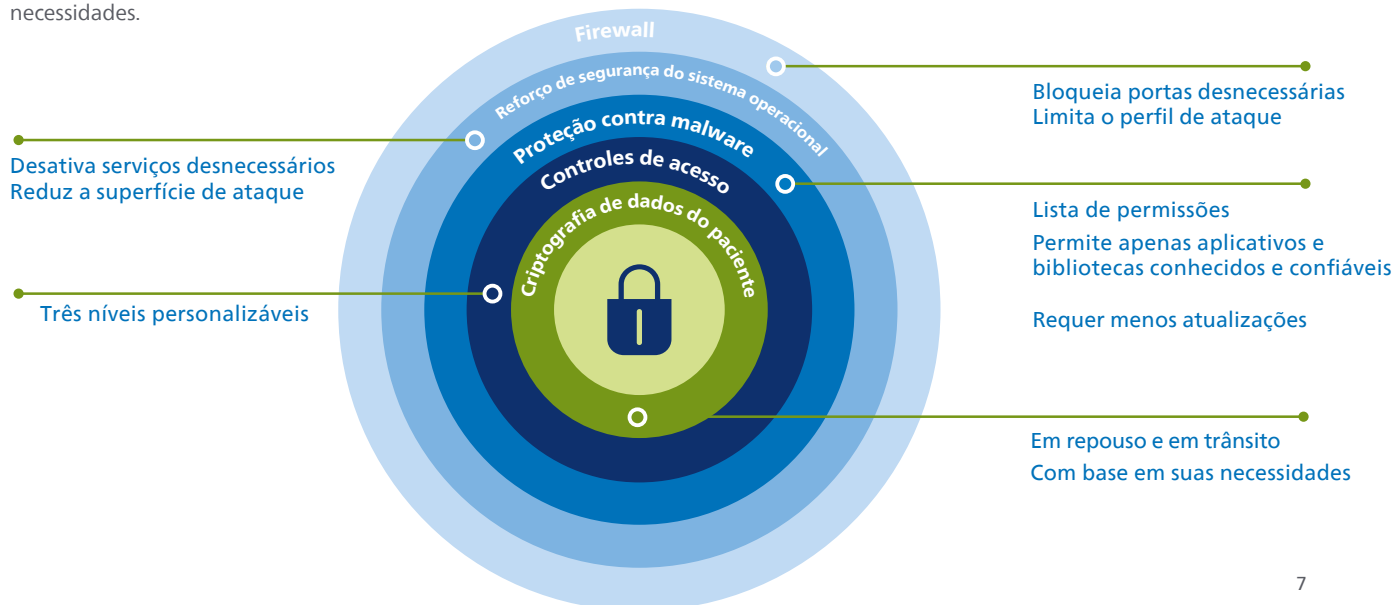 necessidades.
Firewall
Reforço de segurança do sistema operacional
Proteção contra malware
Controles de acesso
Criptografia de dados do paciente
Desativa serviços desnecessários
Reduz a superfície de ataque
Três níveis personalizáveis
Bloqueia portas desnecessárias
Limita o perfil de ataque
Lista de permissões
Permite apenas aplicativos e
bibliotecas conhecidos e confiáveis
Requer menos atualizações
Em repouso e em trânsito
Com base em suas necessidades
7